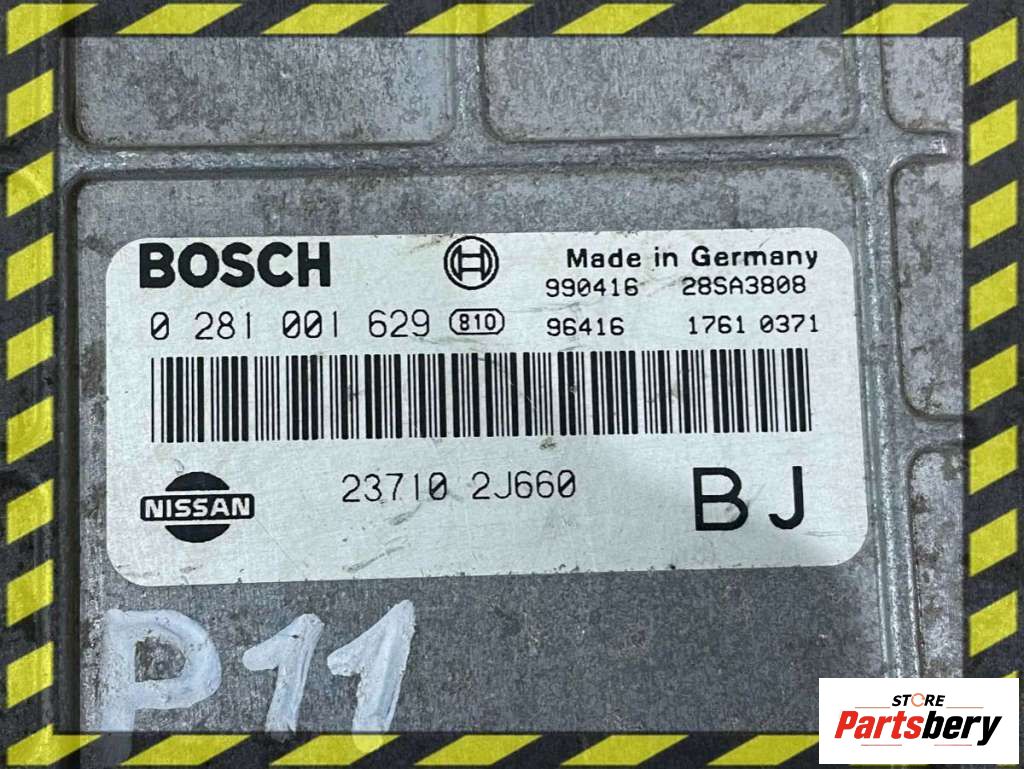 BOSCH
Made in Germany
990416 28SA3808
0 281 001 629 810 96416 1761 0371
NISSAN
23710 2J660
BJ
P11
STORE
Partsbery